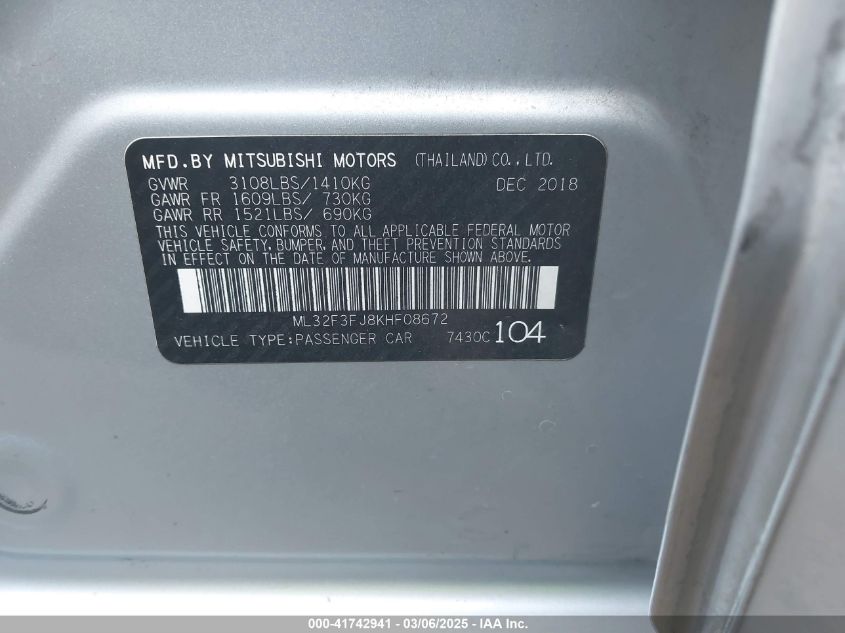 MFD.BY MITSUBISHI MOTORS (THAILAND)CO.,LTD.
GVWR 3108LBS/1410KG DEC 2018
GAWR FR 1609LBS/ 730KG
GAWR RR 1521LBS/ 690KG
THIS VEHICLE CONFORMS TO ALL APPLICABLE FEDERAL MOTOR
VEHICLE SAFETY, BUMPER, AND THEFT PREVENTION STANDARDS
IN EFFECT ON THE DATE OF MANUFACTURE SHOWN ABOVE.
ML32F3FJ8KHF08672
VEHICLE TYPE:PASSENGER CAR 7430C 104
000-41742941 - 03/06/2025 - IAA Inc.